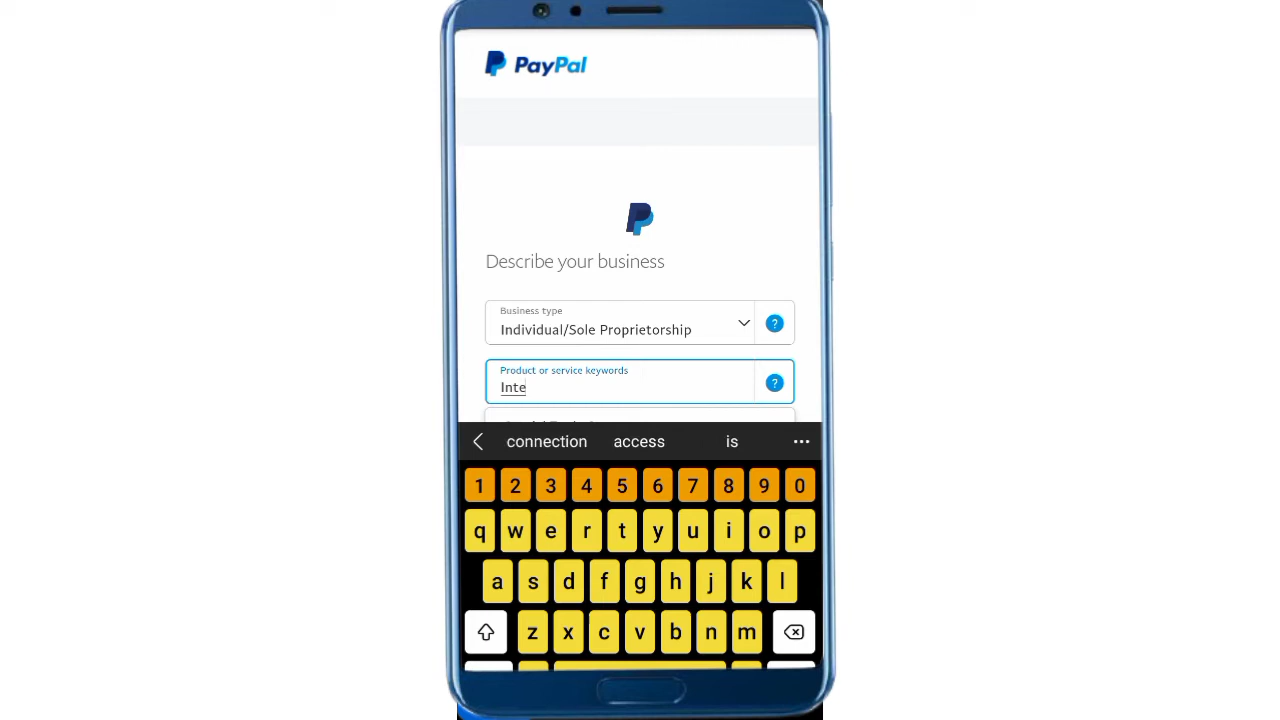 PayPal
Describe your business
Business type
Individual/Sole Proprietorship
?
Product or service keywords
Inte
?
connection access is ...
1 2 3 4 5 6 7 8 9 0
q w e r t y u i o p
a s d f g h j k l
z x c v b n m